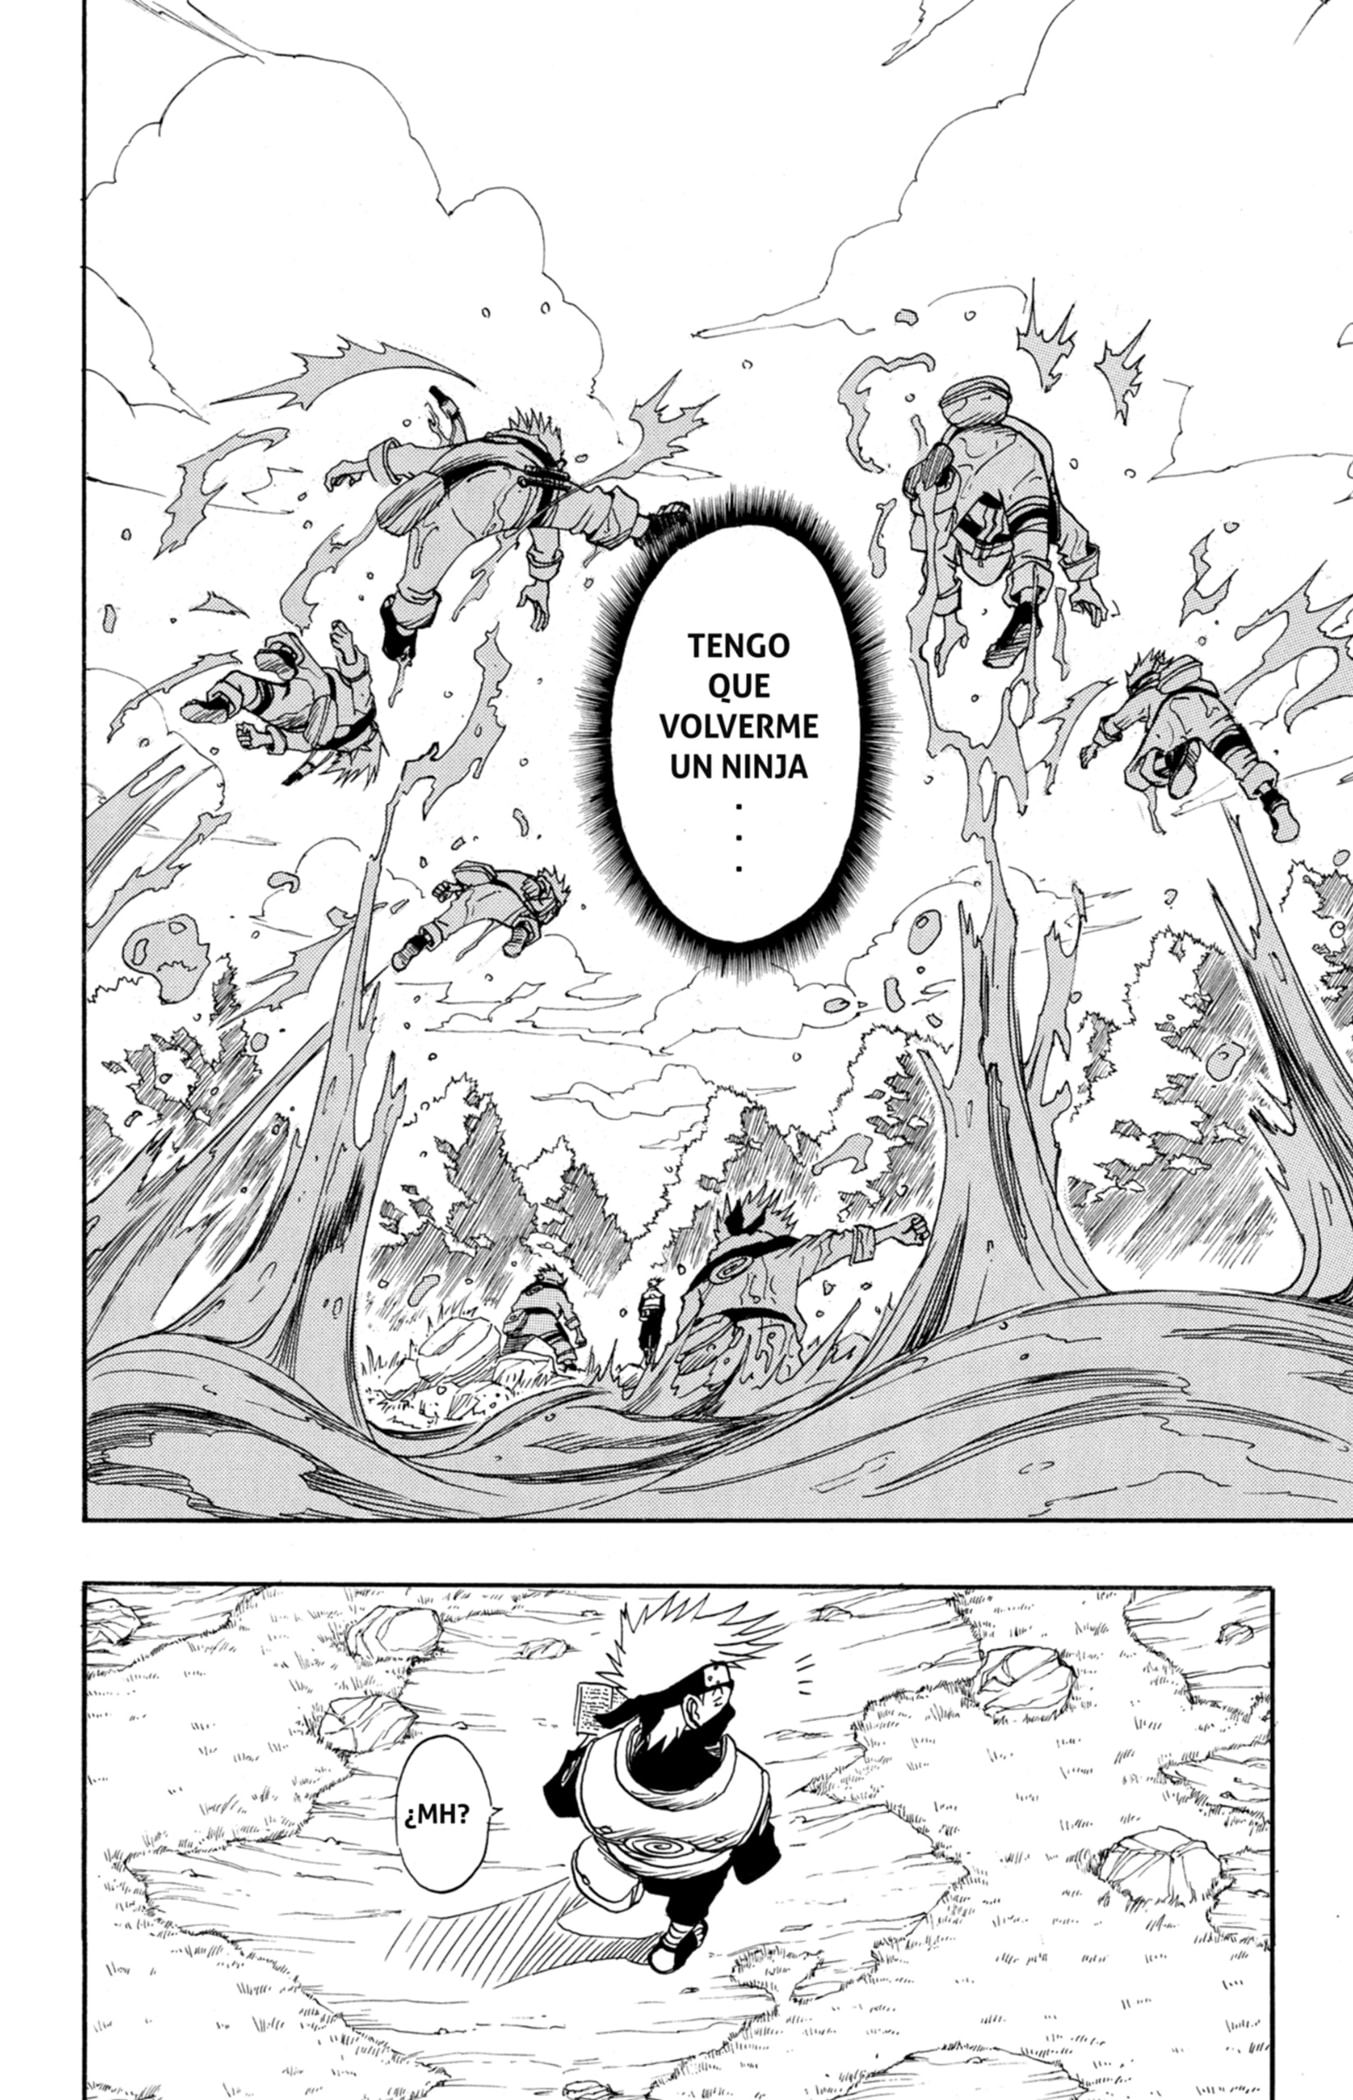 TENGO
QUE
VOLVERME
UN NINJA
.
.
.
¿MH?